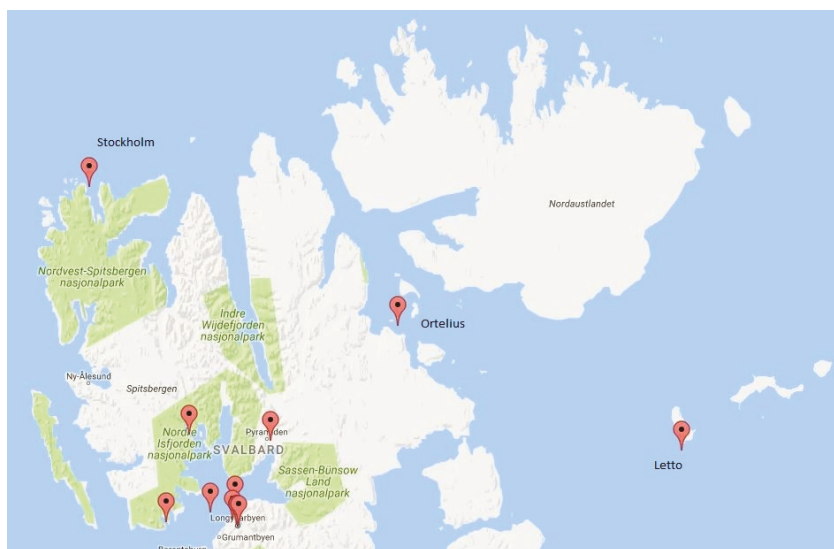 Stockholm
Nordaustlandet
Nordvest-Spitsbergen
nasjonalpark
Indre
Wijdefjorden
nasjonalpark
Ortelius
Ny-Ålesund
Spitsbergen
Nordre
Isfjorden
nasjonalpark
Pyramiden
SVALBARD
Sassen-Bünsow
Land
nasjonalpark
Letto
Longyearbyen
Grumantbyen
Barentsburg